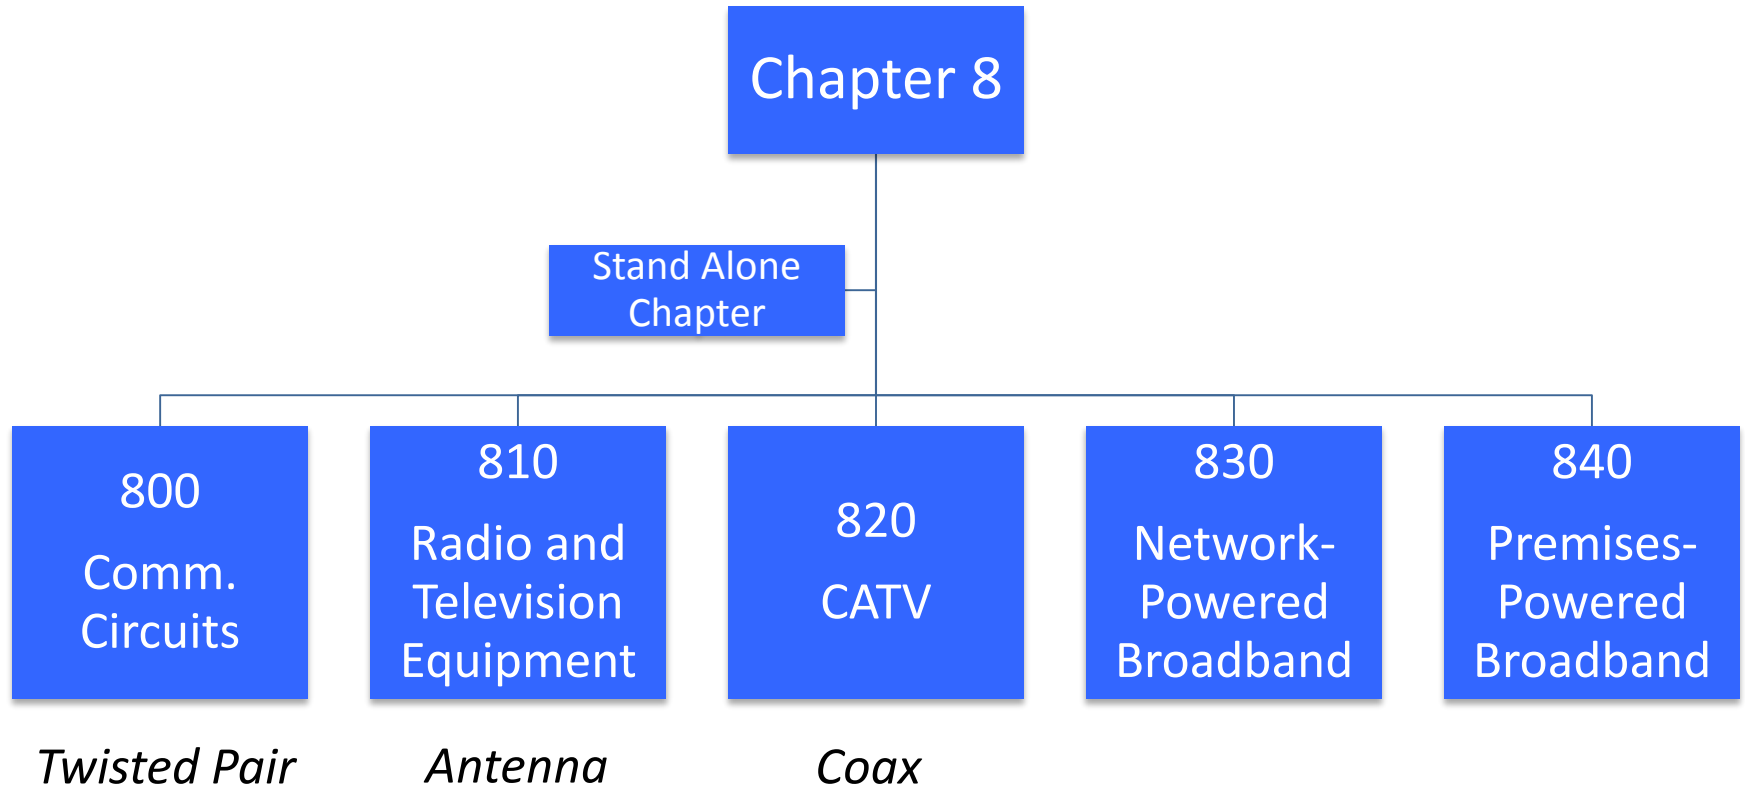 Chapter 8
Stand Alone
Chapter
800
Comm.
Circuits
810
Radio and
Television
Equipment
820
CATV
830
Network-
Powered
Broadband
840
Premises-
Powered
Broadband
Twisted Pair
Antenna
Coax